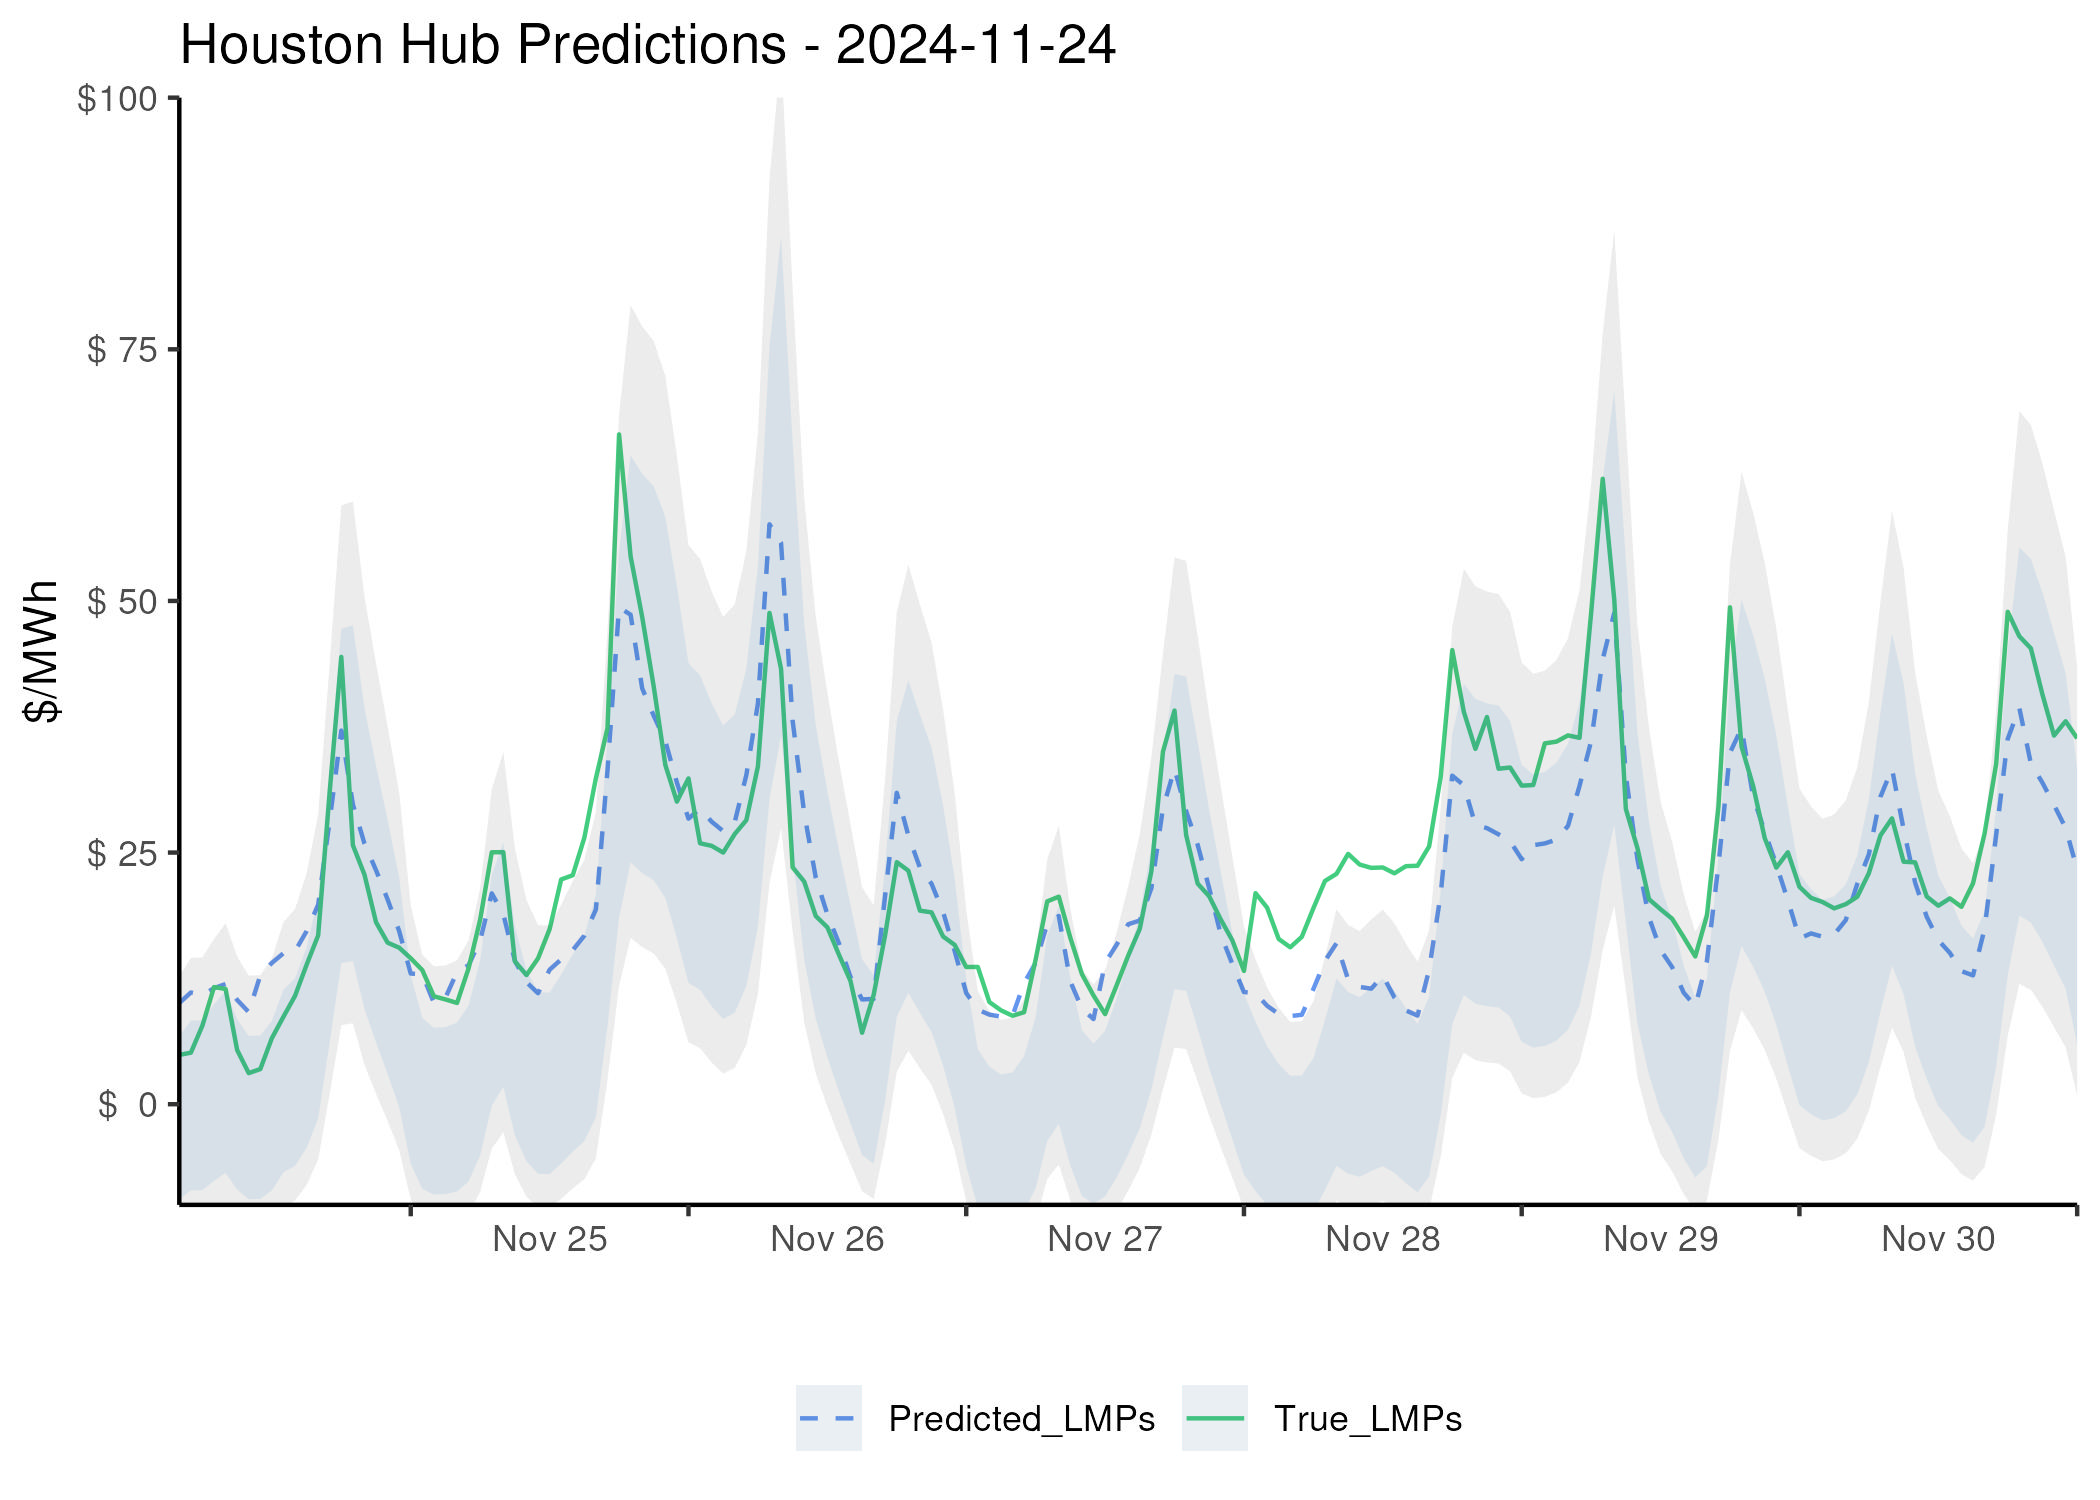 Houston Hub Predictions - 2024-11-24
$100
$ 75
$ 50
$ 25
$ 0
$/MWh
Nov 25
Nov 26
Nov 27
Nov 28
Nov 29
Nov 30
Predicted_LMPs
True_LMPs